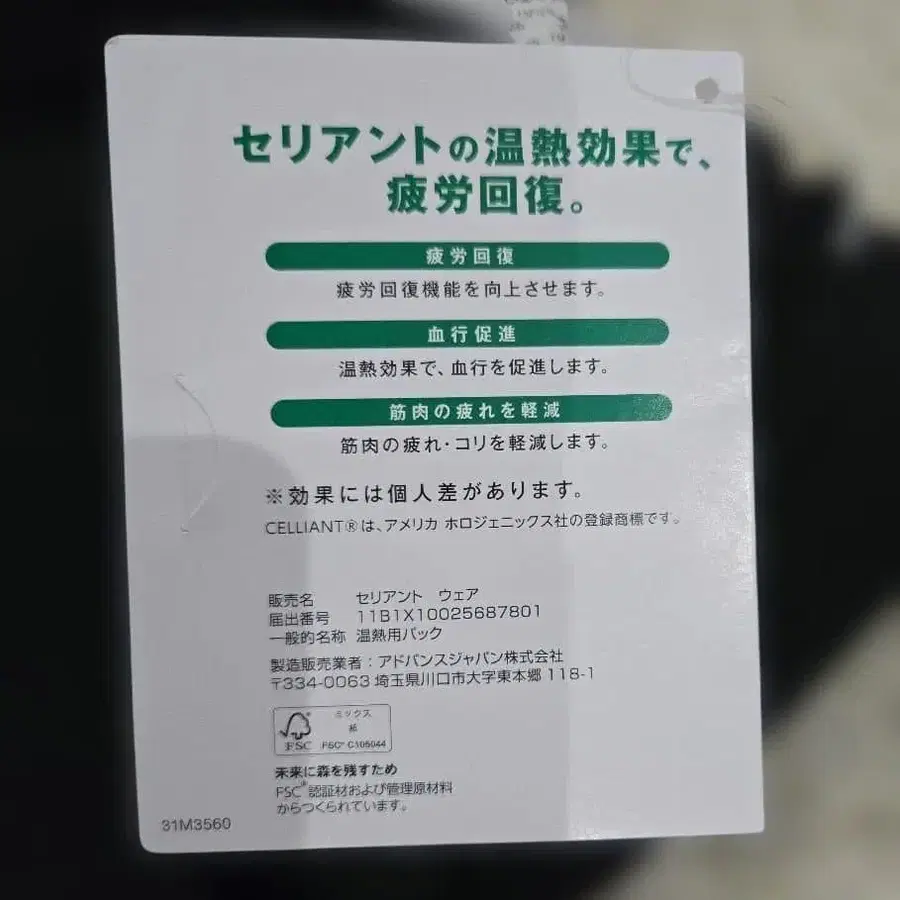 セリアントの温熱効果で、
疲労回復。
疲労回復
疲労回復機能を向上させます。
血行促進
温熱効果で、血行を促進します。
筋肉の疲れを軽減
筋肉の疲れ・コリを軽減します。
※効果には個人差があります。
CELLIANT®は、アメリカ ホロジェニックス社の登録商標です。
販売名 セリアント ウェア
届出番号 11B1X10025687801
一般的名称 温熱用パック
製造販売業者：アドバンスジャパン株式会社
〒334-0063 埼玉県川口市大字東本郷 118-1
ミックス
紙
FSC FSC® C105044
未来に森を残すため
FSC®認証材および管理原材料
からつくられています。
31M3560